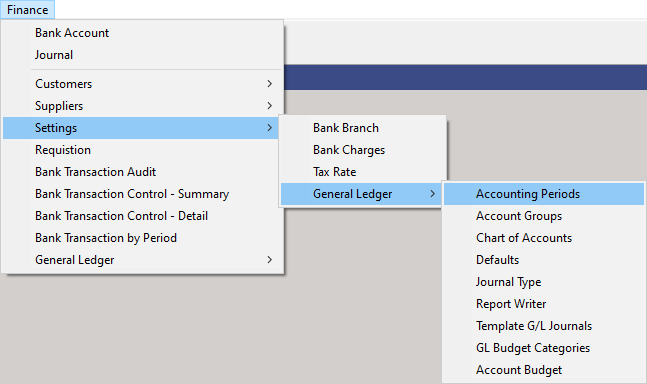 Finance
Bank Account
Journal
Customers
Suppliers
Settings
Requistion
Bank Transaction Audit
Bank Transaction Control - Summary
Bank Transaction Control - Detail
Bank Transaction by Period
General Ledger
Bank Branch
Bank Charges
Tax Rate
General Ledger
Accounting Periods
Account Groups
Chart of Accounts
Defaults
Journal Type
Report Writer
Template G/L Journals
GL Budget Categories
Account Budget